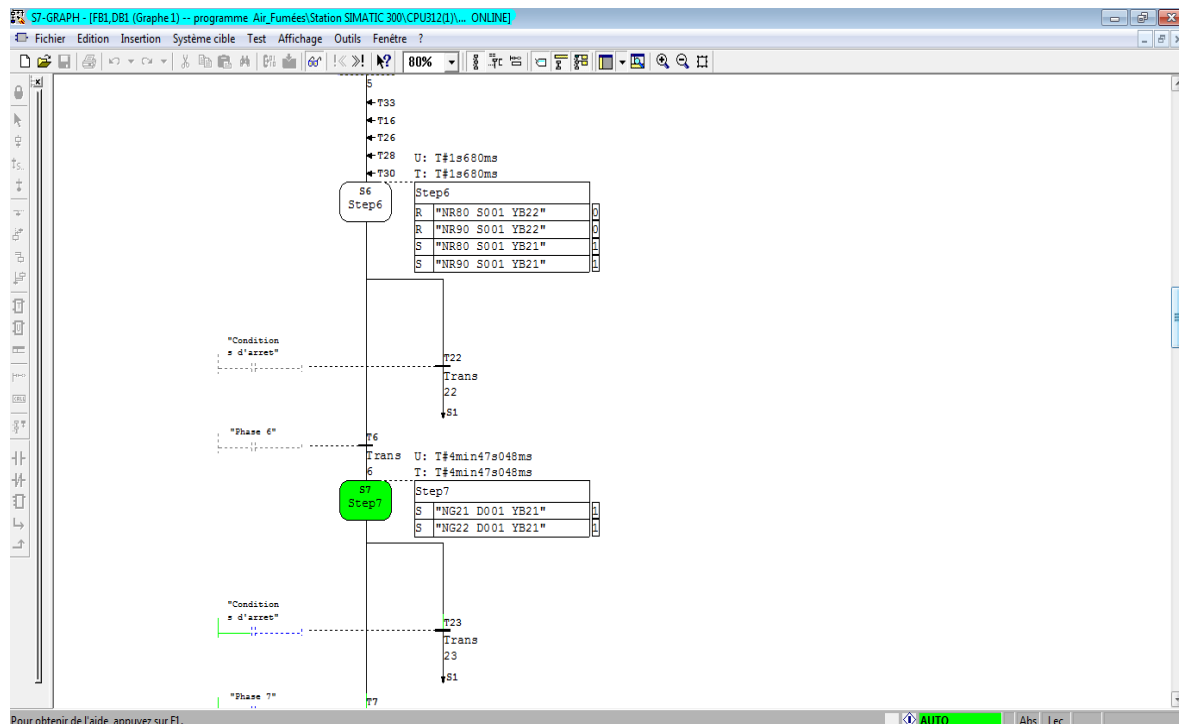 S7-GRAPH - [FB1,DB1 (Graphe 1) -- programme Air_Fumées\Station SIMATIC 300\CPU312(1)\... ONLINE]
Fichier Edition Insertion Système cible Test Affichage Outils Fenêtre ?
80%
5
T33
T16
T26
T28
T30
U: T#1s680ms
T: T#1s680ms
S6
Step6
Step6
R "NR80 S001 YB22" 0
R "NR90 S001 YB22" 0
S "NR80 S001 YB21" 1
S "NR90 S001 YB21" 1
"Condition
s d'arret"
T22
Trans
22
S1
"Phase 6"
T6
Trans
6
U: T#4min47s048ms
T: T#4min47s048ms
S7
Step7
Step7
S "NG21 D001 YB21" 1
S "NG22 D001 YB21" 1
"Condition
s d'arret"
T23
Trans
23
S1
"Phase 7"
T7
Pour obtenir de l'aide, appuyez sur F1.
AUTO
Abs Lec